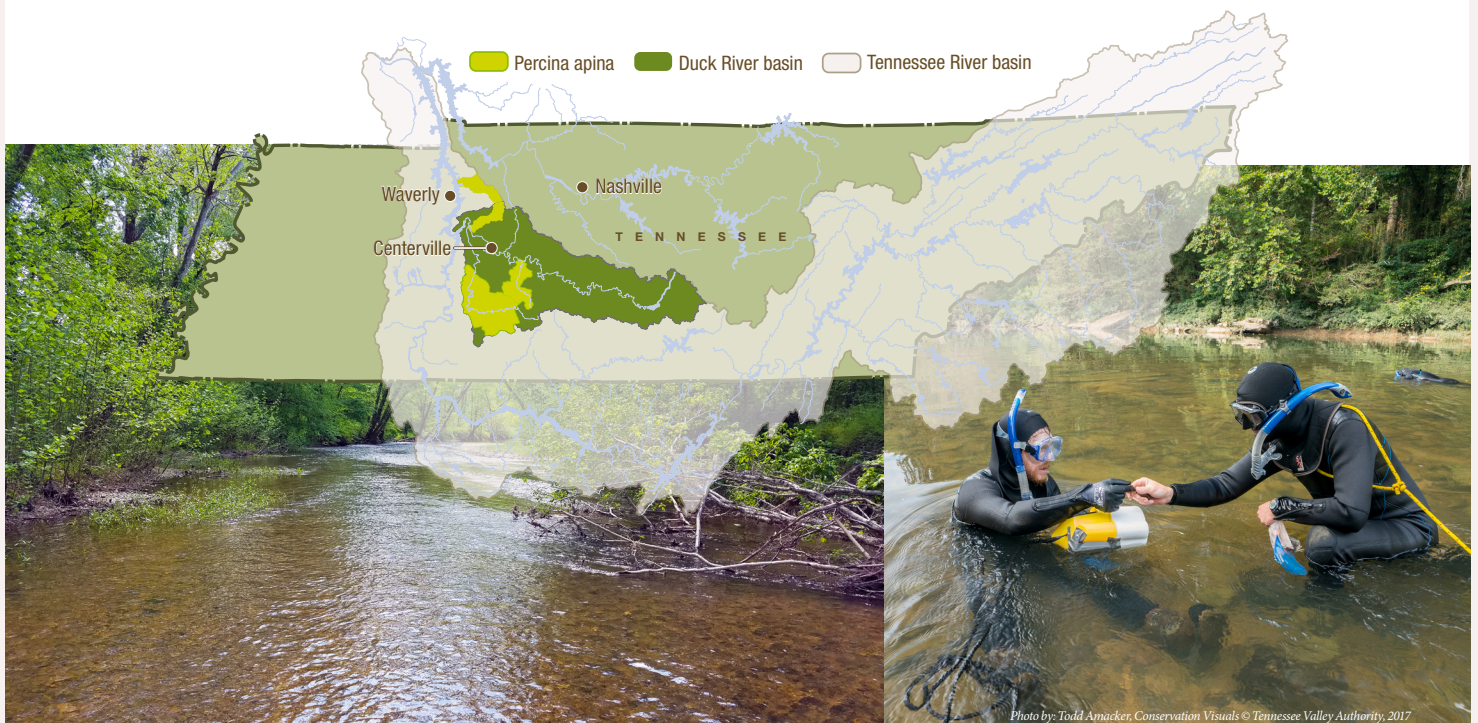 Percina apina Duck River basin Tennessee River basin
Waverly
Nashville
TENNESSEE
Centerville
Photo by: Todd Amacker, Conservation Visuals © Tennessee Valley Authority, 2017